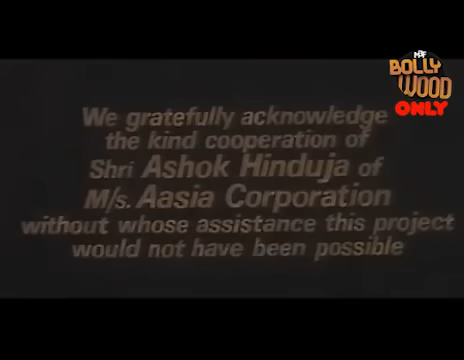 MBF
BOLLY
WOOD
ONLY
We gratefully acknowledge
the kind cooperation of
Shri Ashok Hinduja of
M/s. Aasia Corporation
without whose assistance this project
would not have been possible